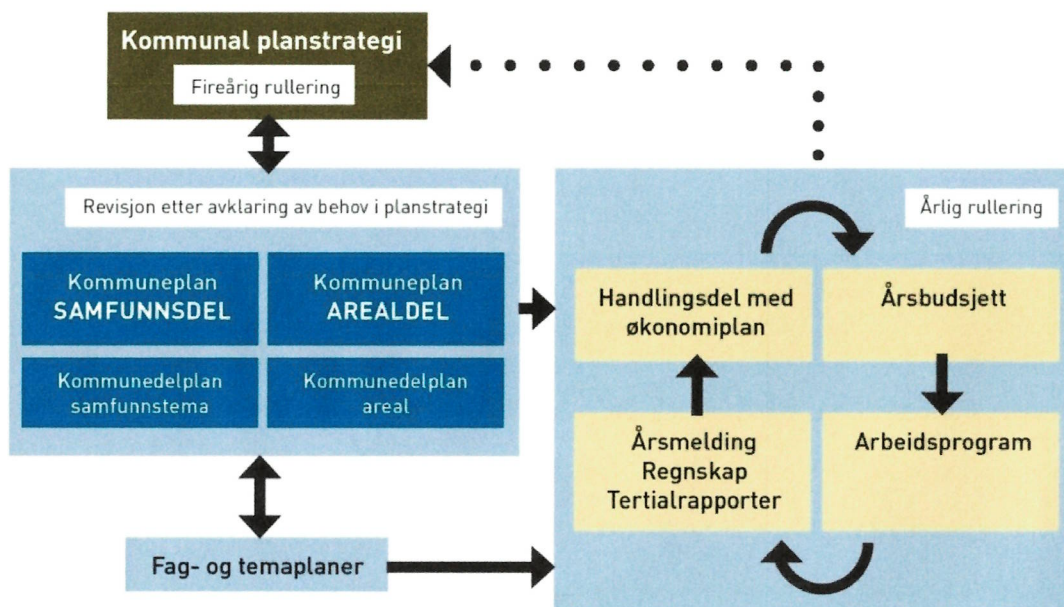 Kommunal planstrategi
Fireårig rullering
Revisjon etter avklaring av behov i planstrategi
Kommuneplan
SAMFUNNSDEL
Kommuneplan
AREALDEL
Kommunedelplan
samfunnstema
Kommunedelplan
areal
Fag- og temaplaner
Årlig rullering
Handlingsdel med
økonomiplan
Årsbudsjett
Årsmelding
Regnskap
Tertialrapporter
Arbeidsprogram